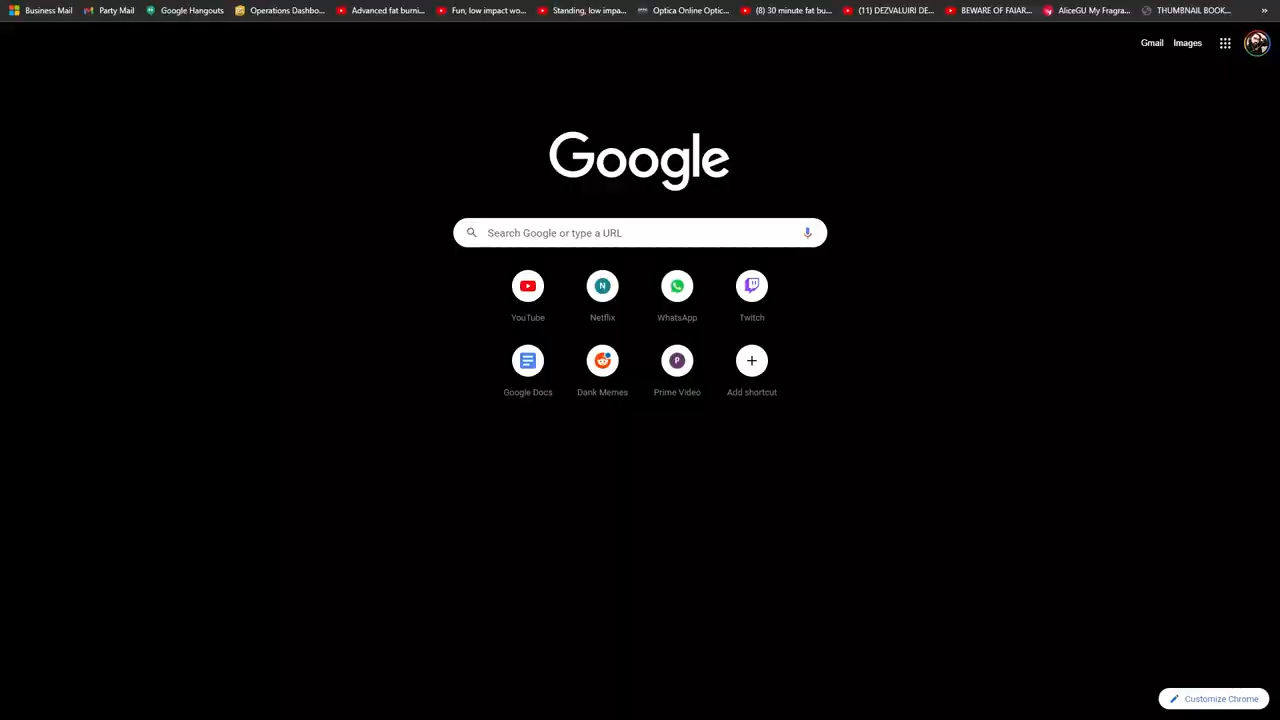 Business Mail Party Mail Google Hangouts Operations Dashbo... Advanced fat burni... Fun, low impact wo... Standing, low impa... Optica Online Optic... (8) 30 minute fat bu... (11) DEZVALUIRI DE... BEWARE OF FAIAR... AliceGU My Fragra... THUMBNAIL BOOK... »
Gmail Images
Google
Search Google or type a URL
YouTube Netflix WhatsApp Twitch
Google Docs Dank Memes Prime Video Add shortcut
Customize Chrome